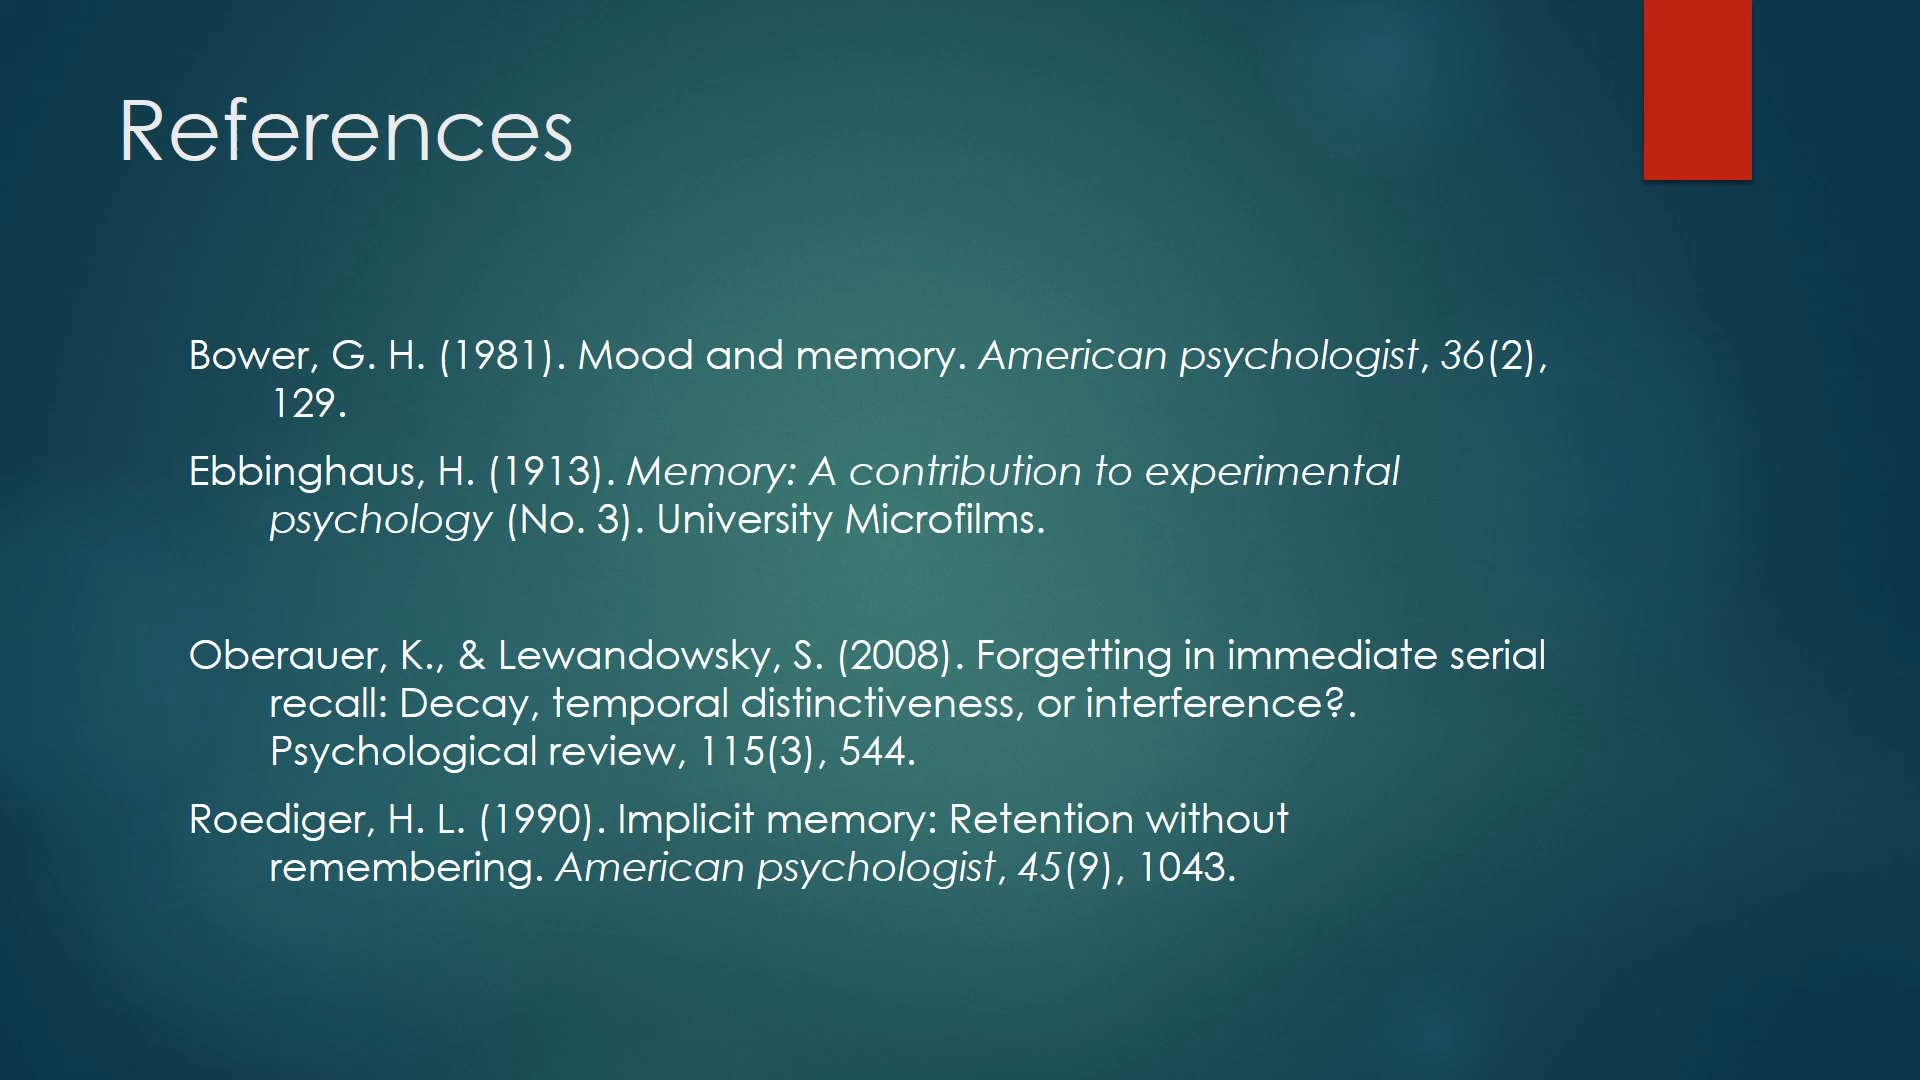 References
Bower, G. H. (1981). Mood and memory. American psychologist, 36(2),
129.
Ebbinghaus, H. (1913). Memory: A contribution to experimental
psychology (No. 3). University Microfilms.
Oberauer, K., & Lewandowsky, S. (2008). Forgetting in immediate serial
recall: Decay, temporal distinctiveness, or interference?.
Psychological review, 115(3), 544.
Roediger, H. L. (1990). Implicit memory: Retention without
remembering. American psychologist, 45(9), 1043.